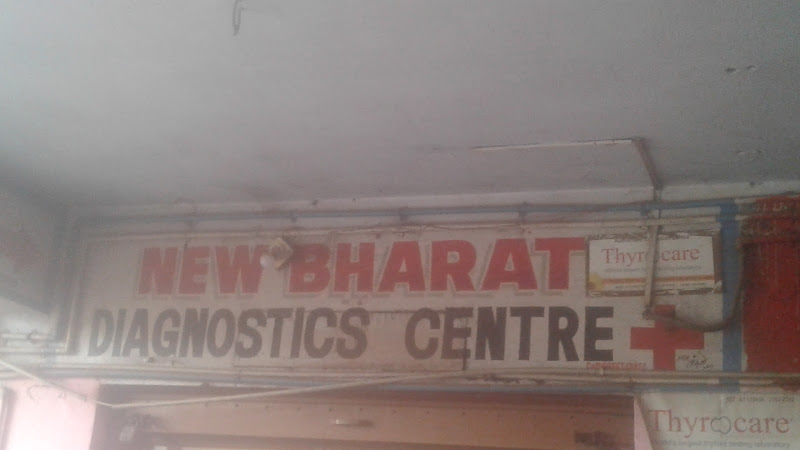 NEW BHARAT
Thyrocare
DIAGNOSTICS CENTRE
Thyrocare